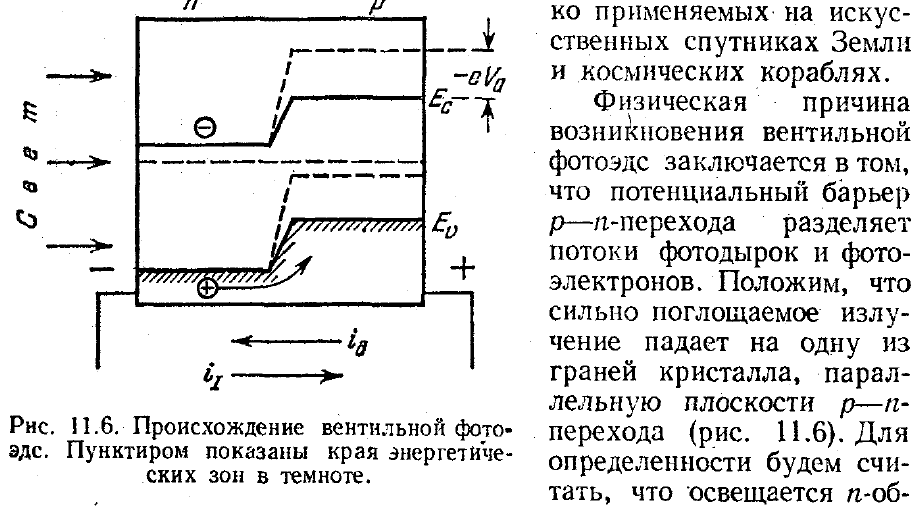 n
p
Свет
E_c
–eV_a
E_v
–
+
i_в
i_I
Рис. 11.6. Происхождение вентильной фото-
эдс. Пунктиром показаны края энергетиче-
ских зон в темноте.
ко применяемых на искус-
ственных спутниках Земли
и космических кораблях.
Физическая причина
возникновения вентильной
фотоэдс заключается в том,
что потенциальный барьер
p—n-перехода разделяет
потоки фотодырок и фото-
электронов. Положим, что
сильно поглощаемое излу-
чение падает на одну из
граней кристалла, парал-
лельную плоскости p—n-
перехода (рис. 11.6). Для
определенности будем счи-
тать, что освещается n-об-